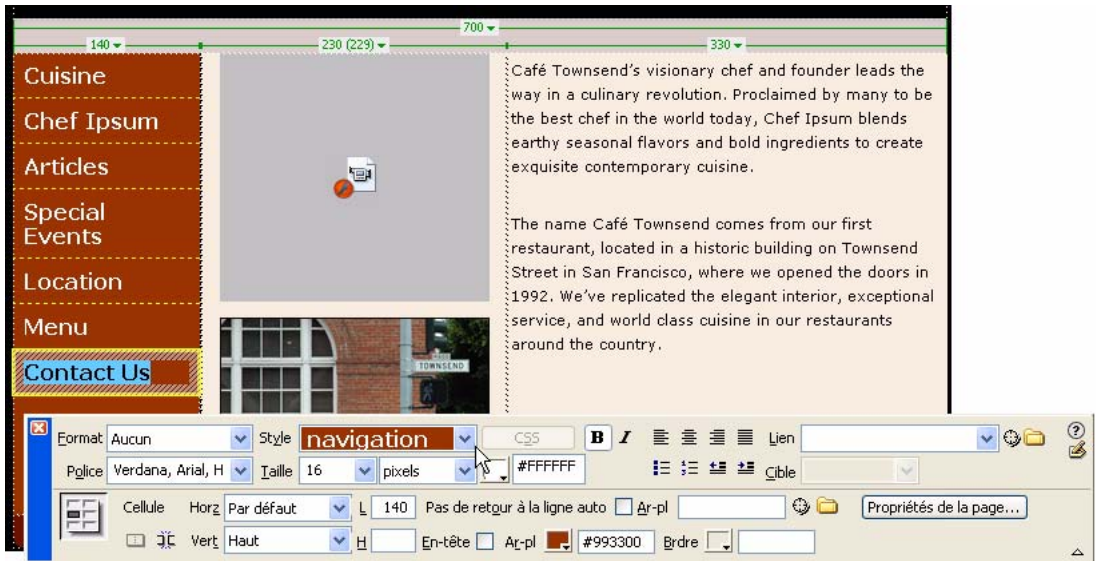 700
140
230 (229)
330
Cuisine
Chef Ipsum
Articles
Special
Events
Location
Menu
Contact Us
TOWNSEND
Café Townsend's visionary chef and founder leads the
way in a culinary revolution. Proclaimed by many to be
the best chef in the world today, Chef Ipsum blends
earthy seasonal flavors and bold ingredients to create
exquisite contemporary cuisine.
The name Café Townsend comes from our first
restaurant, located in a historic building on Townsend
Street in San Francisco, where we opened the doors in
1992. We've replicated the elegant interior, exceptional
service, and world class cuisine in our restaurants
around the country.
Format Aucun Style navigation CSS B I Lien
Police Verdana, Arial, H Taille 16 pixels #FFFFFF Cible
Cellule Horz Par défaut L 140 Pas de retour à la ligne auto Ar-pl Propriétés de la page...
Vert Haut H En-tête Ar-pl #993300 Brdre